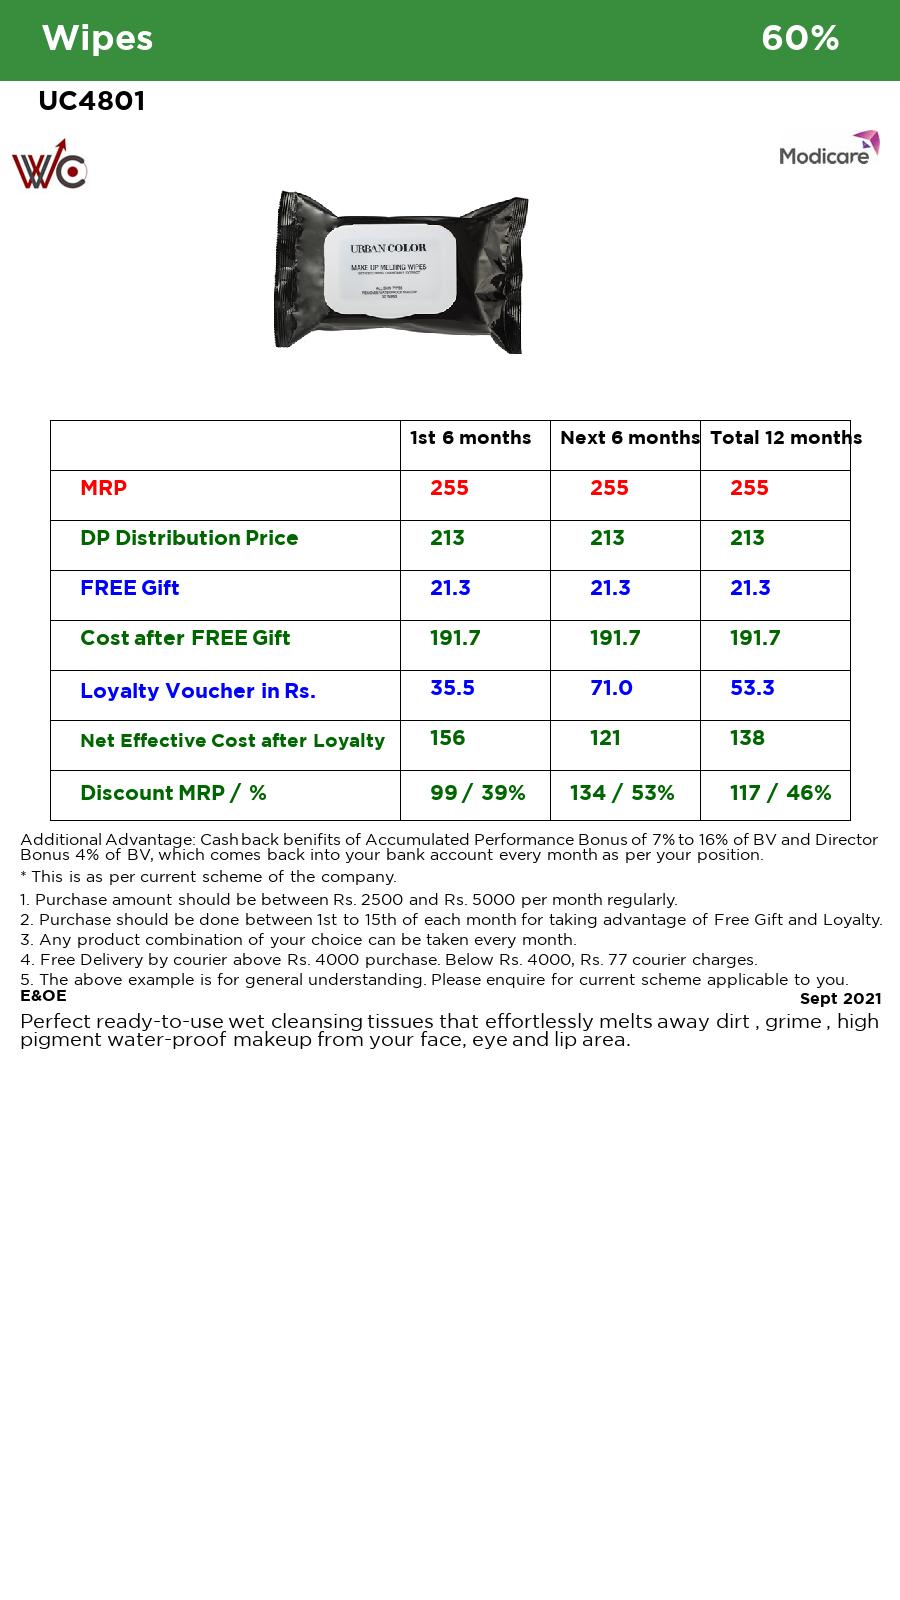 Wipes 60%
UC4801
WC
Modicare
URBAN COLOR
MAKE UP MELTING WIPES
ALL SKIN TYPES
30 WIPES
1st 6 months Next 6 months Total 12 months
MRP 255 255 255
DP Distribution Price 213 213 213
FREE Gift 21.3 21.3 21.3
Cost after FREE Gift 191.7 191.7 191.7
Loyalty Voucher in Rs. 35.5 71.0 53.3
Net Effective Cost after Loyalty 156 121 138
Discount MRP / % 99 / 39% 134 / 53% 117 / 46%
Additional Advantage: Cashback benifits of Accumulated Performance Bonus of 7% to 16% of BV and Director
Bonus 4% of BV, which comes back into your bank account every month as per your position.
* This is as per current scheme of the company.
1. Purchase amount should be between Rs. 2500 and Rs. 5000 per month regularly.
2. Purchase should be done between 1st to 15th of each month for taking advantage of Free Gift and Loyalty.
3. Any product combination of your choice can be taken every month.
4. Free Delivery by courier above Rs. 4000 purchase. Below Rs. 4000, Rs. 77 courier charges.
5. The above example is for general understanding. Please enquire for current scheme applicable to you.
E&OE
Sept 2021
Perfect ready-to-use wet cleansing tissues that effortlessly melts away dirt , grime , high
pigment water-proof makeup from your face, eye and lip area.